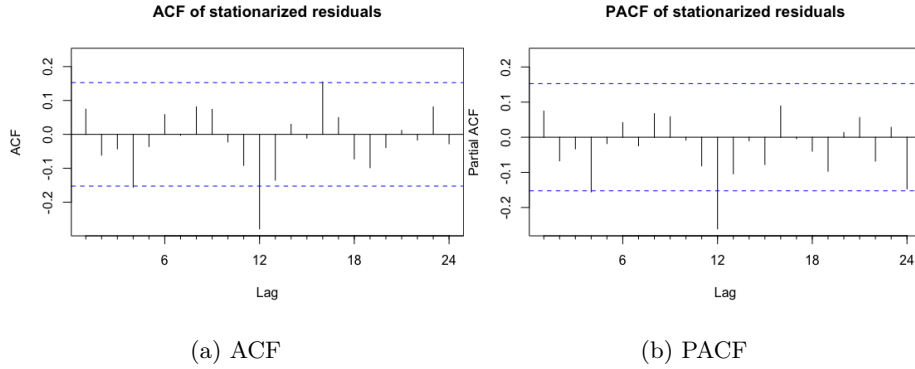 ACF of stationarized residuals
ACF
0.2
0.1
0.0
-0.1
-0.2
6
12
18
24
Lag
(a) ACF
PACF of stationarized residuals
Partial ACF
0.2
0.1
0.0
-0.1
-0.2
6
12
18
24
Lag
(b) PACF